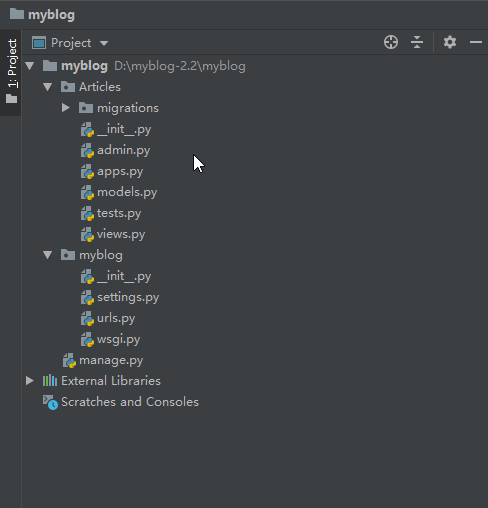 myblog
Project
1: Project
myblog D:\myblog-2.2\myblog
Articles
migrations
__init__.py
admin.py
apps.py
models.py
tests.py
views.py
myblog
__init__.py
settings.py
urls.py
wsgi.py
manage.py
External Libraries
Scratches and Consoles